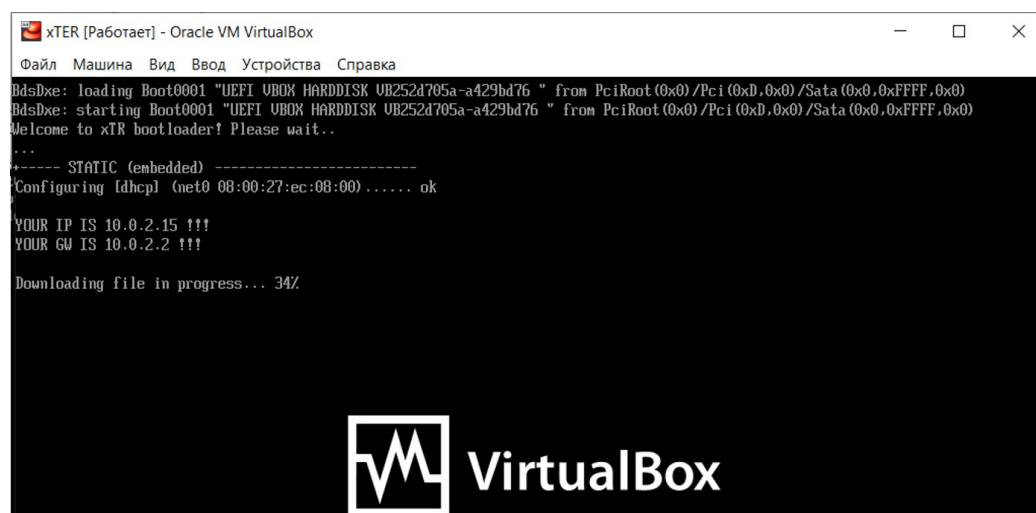 xTER [Работает] - Oracle VM VirtualBox
Файл Машина Вид Ввод Устройства Справка
BdsDxe: loading Boot0001 "UEFI VBOX HARDDISK VB252d705a-a429bd76 " from PciRoot(0x0)/Pci(0xD,0x0)/Sata(0x0,0xFFFF,0x0)
BdsDxe: starting Boot0001 "UEFI VBOX HARDDISK VB252d705a-a429bd76 " from PciRoot(0x0)/Pci(0xD,0x0)/Sata(0x0,0xFFFF,0x0)
Welcome to xTR bootloader! Please wait..
...
+----- STATIC (embedded) -------------------------
Configuring [dhcp] (net0 08:00:27:ec:08:00)...... ok
YOUR IP IS 10.0.2.15 !!!
YOUR GW IS 10.0.2.2 !!!
Downloading file in progress... 34%
VirtualBox